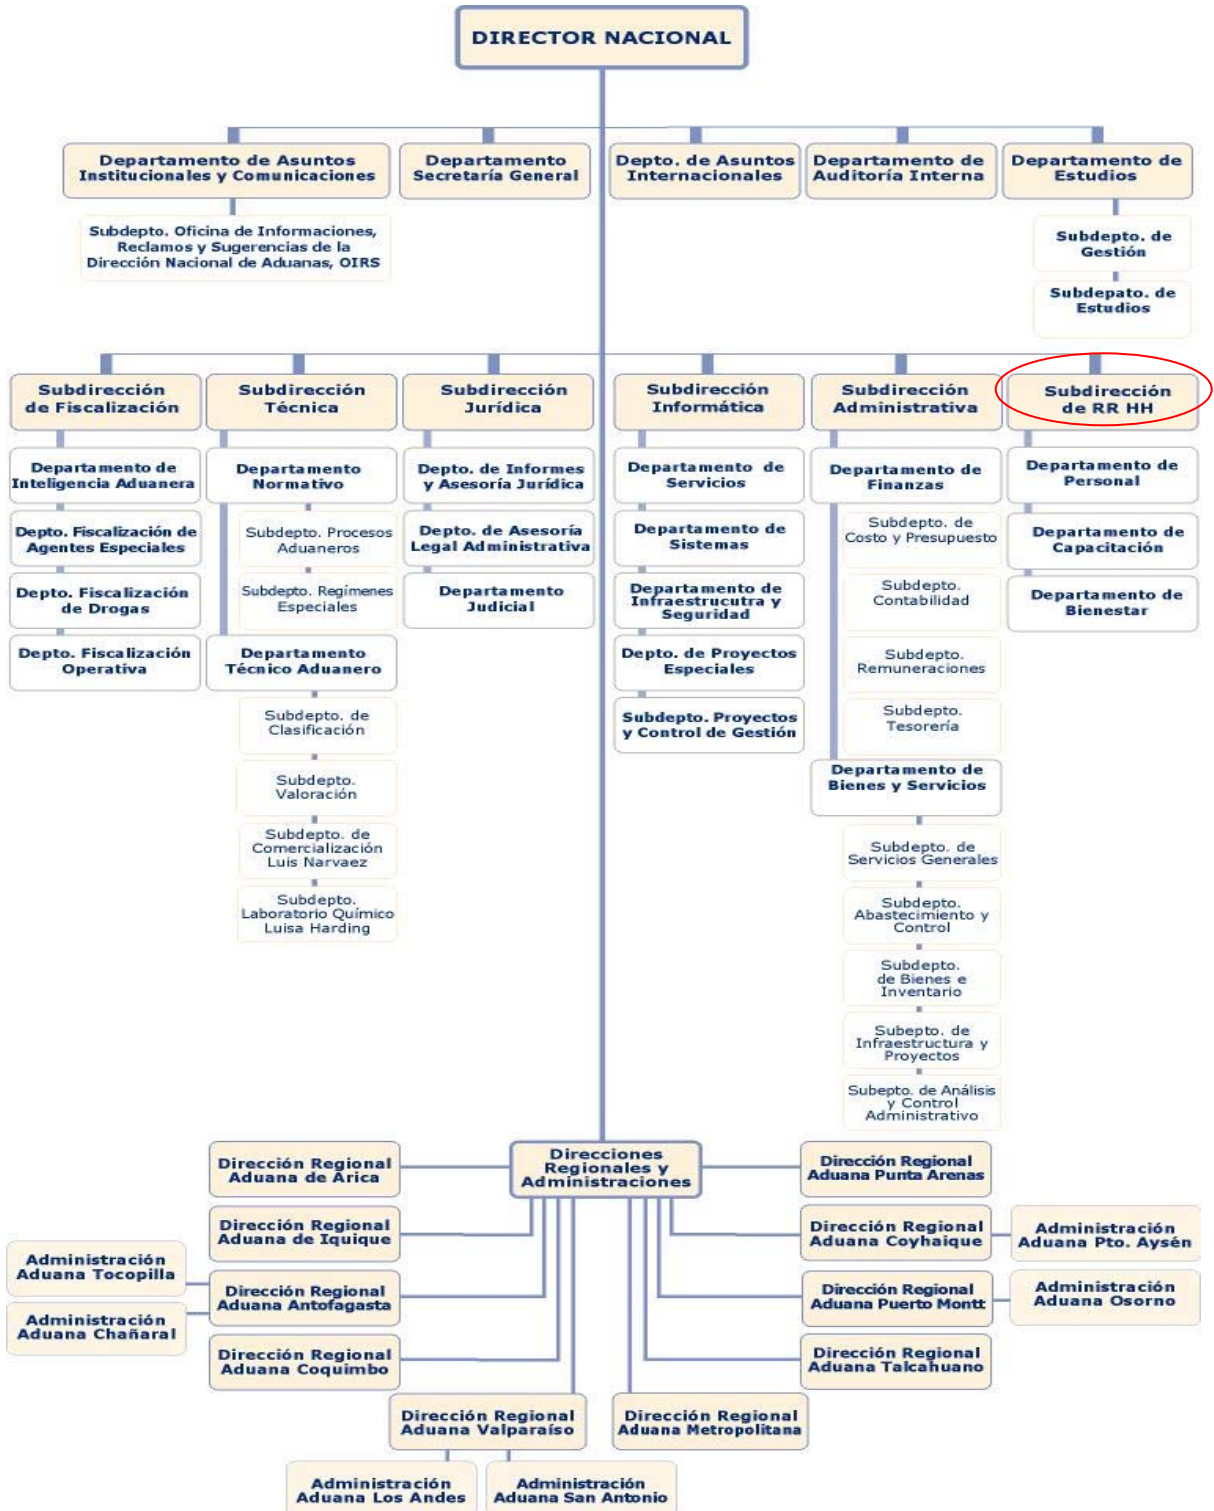 DIRECTOR NACIONAL
Departamento de Asuntos
Institucionales y Comunicaciones
Departamento
Secretaría General
Depto. de Asuntos
Internacionales
Departamento de
Auditoría Interna
Departamento de
Estudios
Subdepto. Oficina de Informaciones,
Reclamos y Sugerencias de la
Dirección Nacional de Aduanas, OIRS
Subdepto. de
Gestión
Subdepato. de
Estudios
Subdirección
de Fiscalización
Subdirección
Técnica
Subdirección
Jurídica
Subdirección
Informática
Subdirección
Administrativa
Subdirección
de RR HH
Departamento de
Inteligencia Aduanera
Depto. Fiscalización de
Agentes Especiales
Depto. Fiscalización
de Drogas
Depto. Fiscalización
Operativa
Departamento
Normativo
Subdepto. Procesos
Aduaneros
Subdepto. Regímenes
Especiales
Departamento
Técnico Aduanero
Subdepto. de
Clasificación
Subdepto.
Valoración
Subdepto. de
Comercialización
Luis Narvaez
Subdepto.
Laboratorio Químico
Luisa Harding
Depto. de Informes
y Asesoría Jurídica
Depto. de Asesoría
Legal Administrativa
Departamento
Judicial
Departamento de
Servicios
Departamento de
Sistemas
Departamento de
Infraestrucutra y
Seguridad
Depto. de Proyectos
Especiales
Subdepto. Proyectos
y Control de Gestión
Departamento de
Finanzas
Subdepto. de
Costo y Presupuesto
Subdepto.
Contabilidad
Subdepto.
Remuneraciones
Subdepto.
Tesorería
Departamento de
Bienes y Servicios
Subdepto. de
Servicios Generales
Subdepto.
Abastecimiento y
Control
Subdepto.
de Bienes e
Inventario
Subepto. de
Infraestructura y
Proyectos
Subepto. de Análisis
y Control
Administrativo
Departamento de
Personal
Departamento de
Capacitación
Departamento de
Bienestar
Direcciones
Regionales y
Administraciones
Dirección Regional
Aduana de Arica
Dirección Regional
Aduana de Iquique
Administración
Aduana Tocopilla
Dirección Regional
Aduana Antofagasta
Administración
Aduana Chañaral
Dirección Regional
Aduana Coquimbo
Dirección Regional
Aduana Valparaíso
Administración
Aduana Los Andes
Administración
Aduana San Antonio
Dirección Regional
Aduana Punta Arenas
Dirección Regional
Aduana Coyhaique
Administración
Aduana Pto. Aysén
Dirección Regional
Aduana Puerto Montt
Administración
Aduana Osorno
Dirección Regional
Aduana Talcahuano
Dirección Regional
Aduana Metropolitana